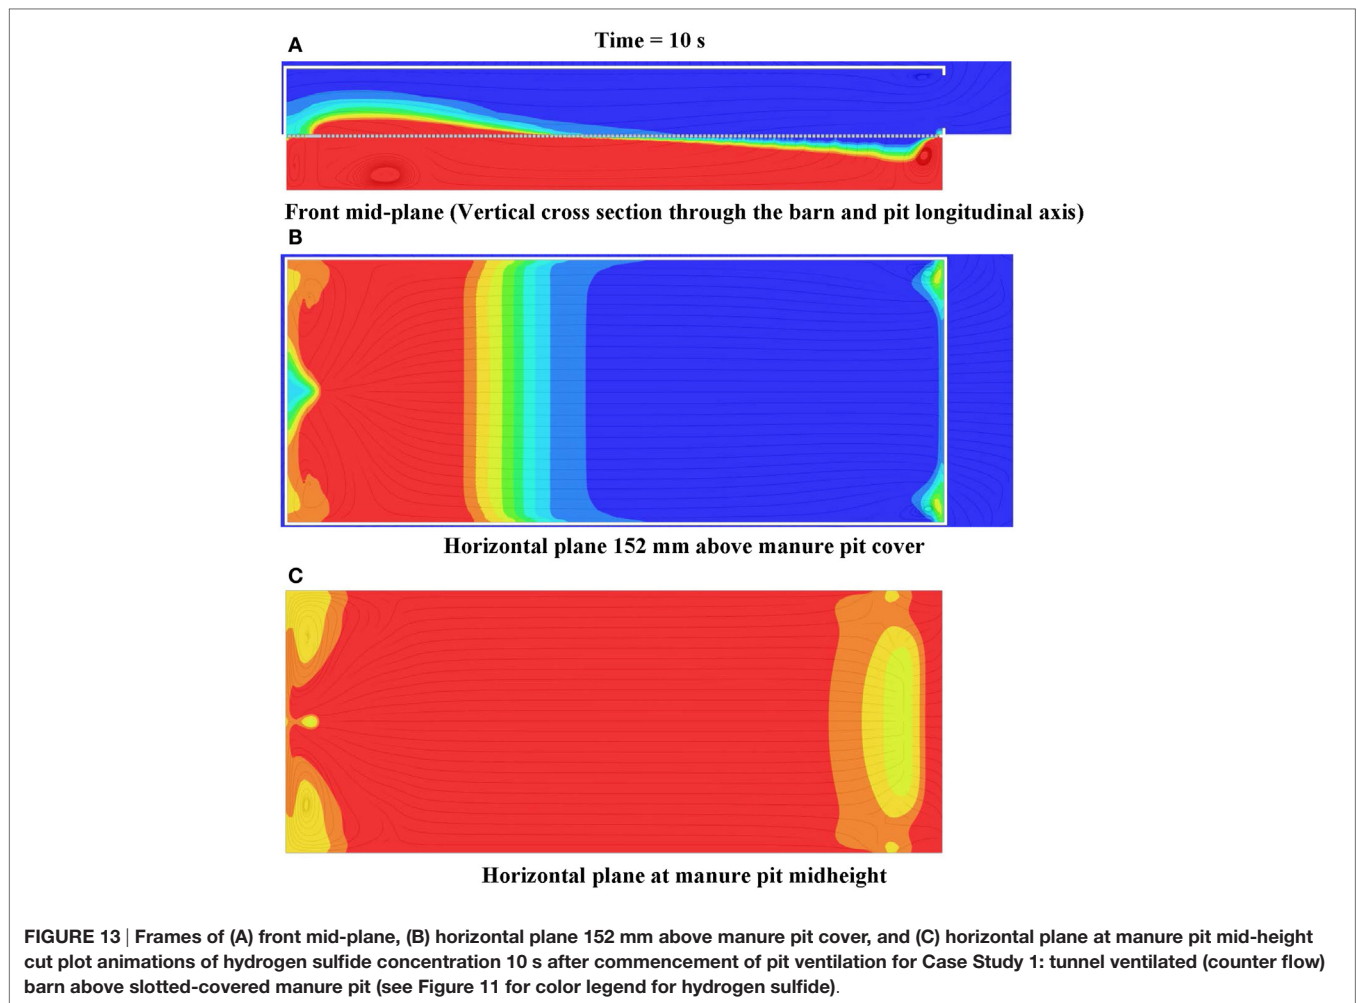 A
Time = 10 s
Front mid-plane (Vertical cross section through the barn and pit longitudinal axis)
B
Horizontal plane 152 mm above manure pit cover
C
Horizontal plane at manure pit midheight
FIGURE 13 | Frames of (A) front mid-plane, (B) horizontal plane 152 mm above manure pit cover, and (C) horizontal plane at manure pit mid-height
cut plot animations of hydrogen sulfide concentration 10 s after commencement of pit ventilation for Case Study 1: tunnel ventilated (counter flow)
barn above slotted-covered manure pit (see Figure 11 for color legend for hydrogen sulfide).